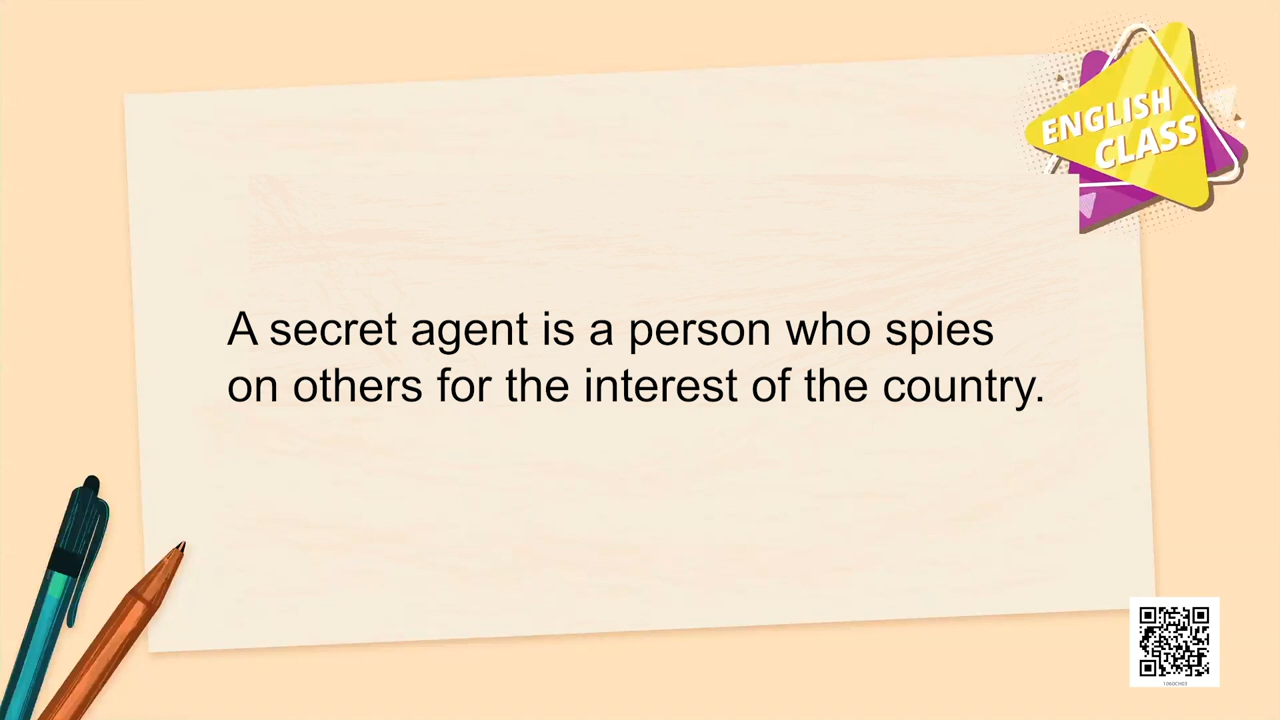 ENGLISH
CLASS
A secret agent is a person who spies
on others for the interest of the country.